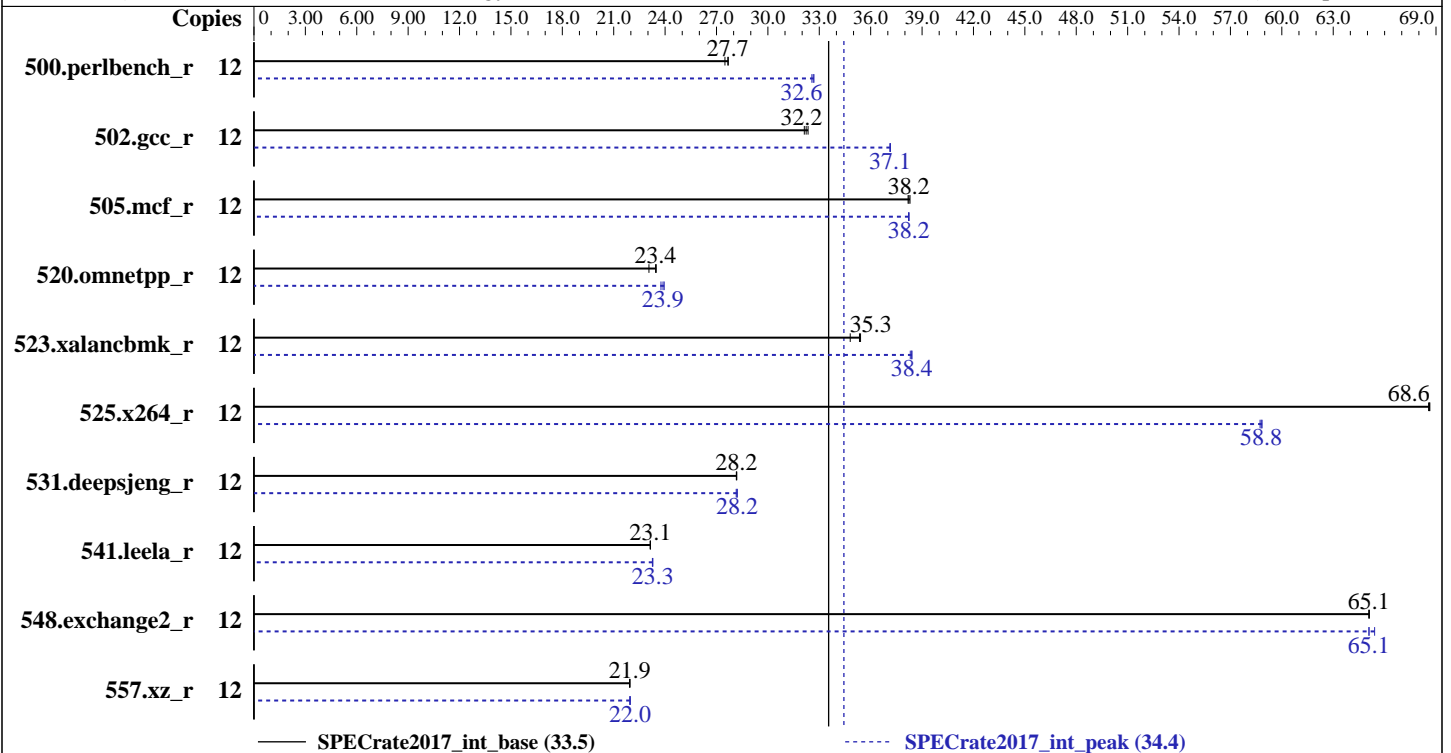 Copies 0 3.00 6.00 9.00 12.0 15.0 18.0 21.0 24.0 27.0 30.0 33.0 36.0 39.0 42.0 45.0 48.0 51.0 54.0 57.0 60.0 63.0 69.0
27.7
500.perlbench_r 12
32.6
32.2
502.gcc_r 12
37.1
38.2
505.mcf_r 12
38.2
23.4
520.omnetpp_r 12
23.9
35.3
523.xalancbmk_r 12
38.4
68.6
525.x264_r 12
58.8
28.2
531.deepsjeng_r 12
28.2
23.1
541.leela_r 12
23.3
65.1
548.exchange2_r 12
65.1
21.9
557.xz_r 12
22.0
SPECrate2017_int_base (33.5) SPECrate2017_int_peak (34.4)